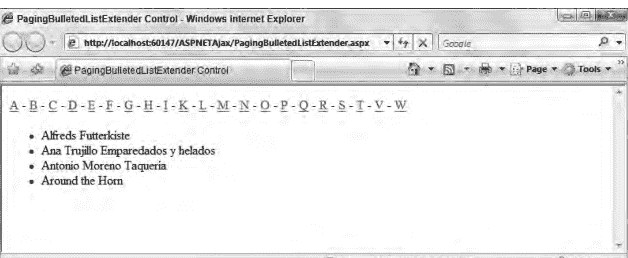 PagingBulletedListExtender Control - Windows Internet Explorer
http://localhost:60147/ASPNETAjax/PagingBulletedListExtender.aspx
Google
PagingBulletedListExtender Control
Page
Tools
A - B - C - D - E - F - G - H - I - K - L - M - N - O - P - Q - R - S - T - V - W
• Alfreds Futterkiste
• Ana Trujillo Emparedados y helados
• Antonio Moreno Taquería
• Around the Horn